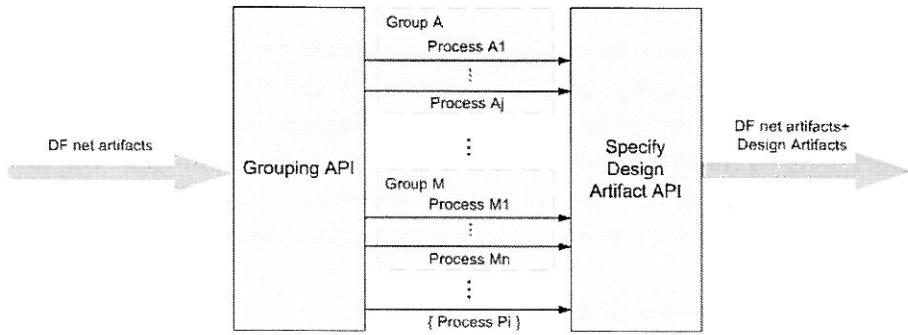 DF net artifacts
Grouping API
Group A
Process A1
⋮
Process Aj
⋮
Group M
Process M1
⋮
Process Mn
⋮
{ Process Pi }
Specify
Design
Artifact API
DF net artifacts+
Design Artifacts